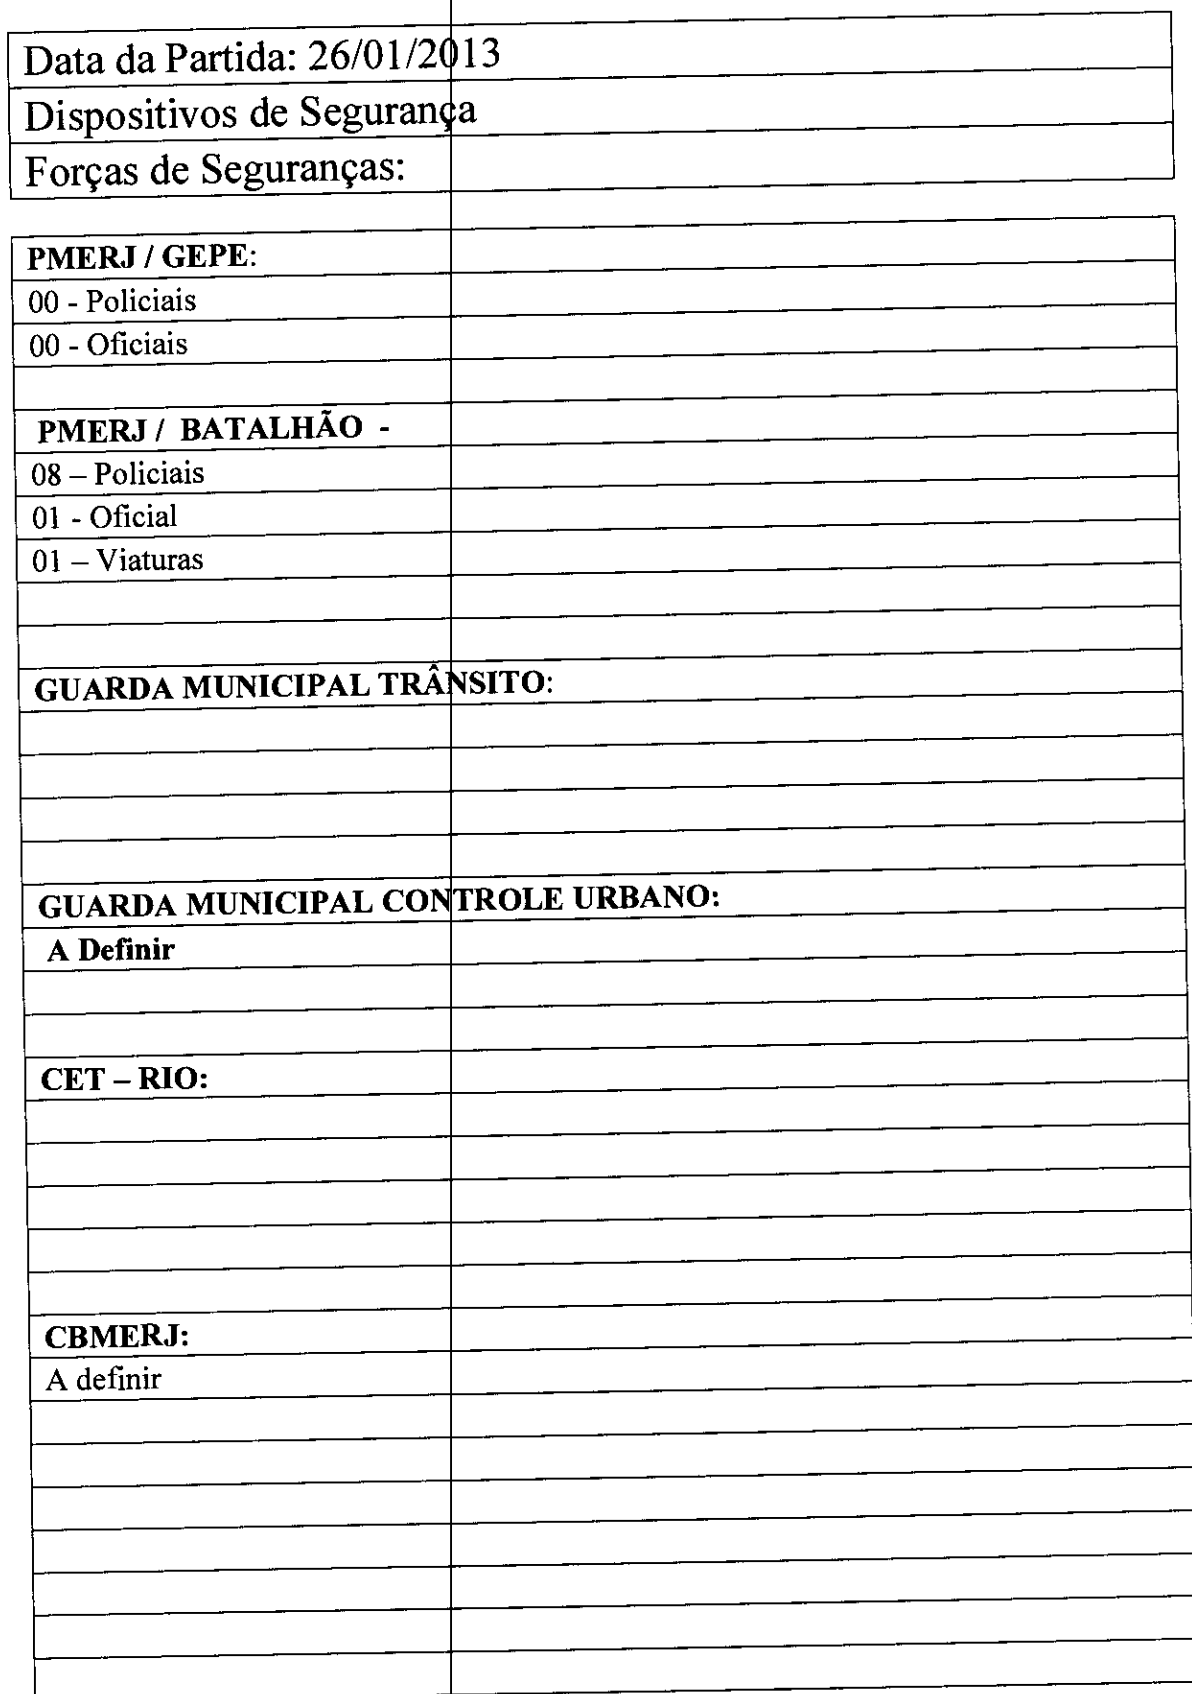 Data da Partida: 26/01/2013
Dispositivos de Segurança
Forças de Seguranças:
PMERJ / GEPE:
00 - Policiais
00 - Oficiais
PMERJ / BATALHÃO -
08 – Policiais
01 - Oficial
01 – Viaturas
GUARDA MUNICIPAL TRÂNSITO:
GUARDA MUNICIPAL CONTROLE URBANO:
A Definir
CET – RIO:
CBMERJ:
A definir